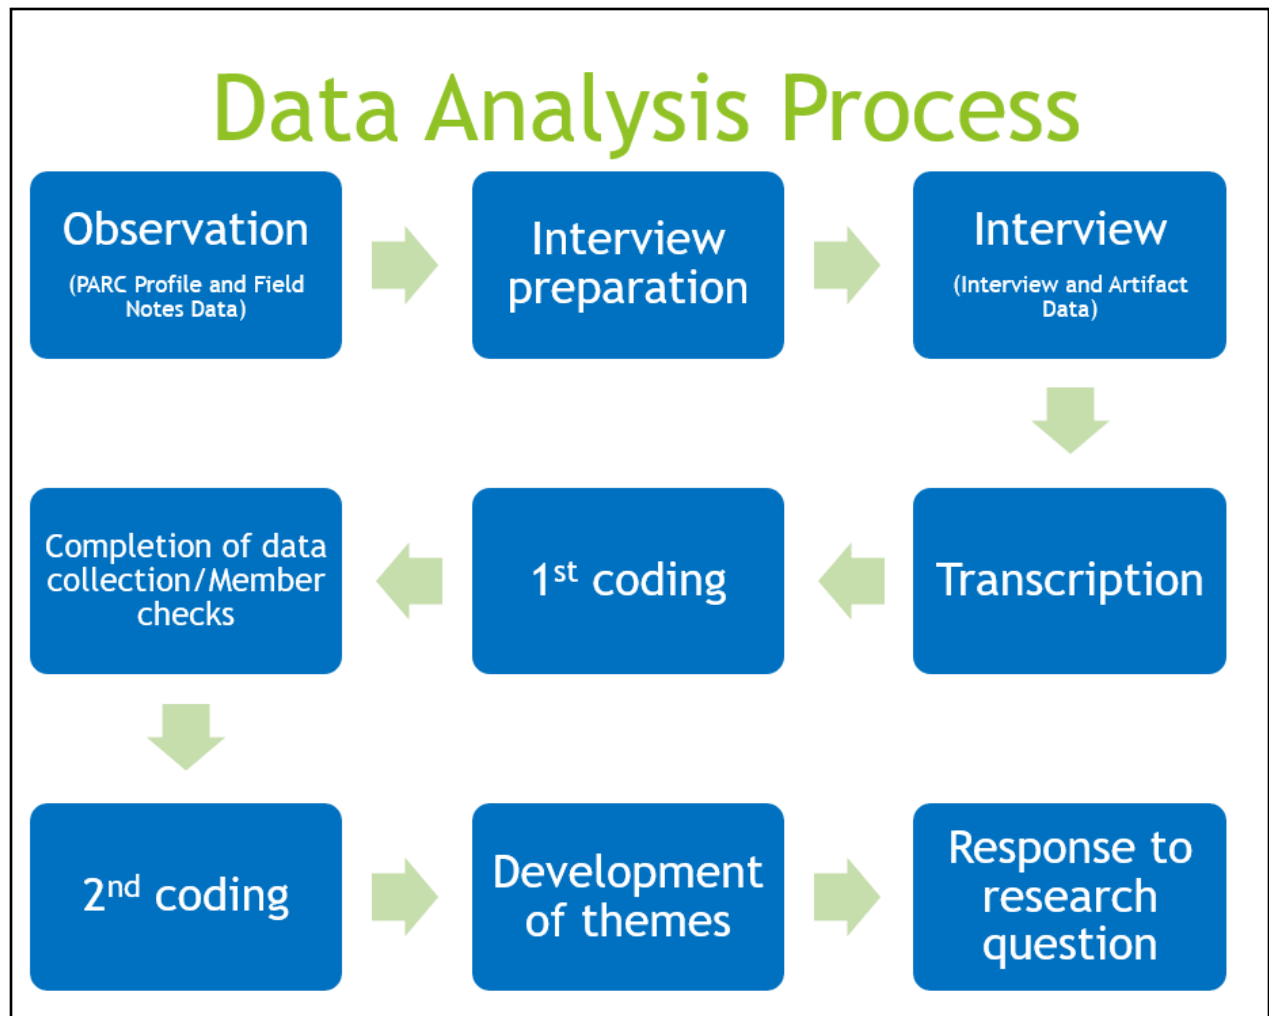 Data Analysis Process
Observation
(PARC Profile and Field
Notes Data)
Interview
preparation
Interview
(Interview and Artifact
Data)
Transcription
1st coding
Completion of data
collection/Member
checks
2nd coding
Development
of themes
Response to
research
question